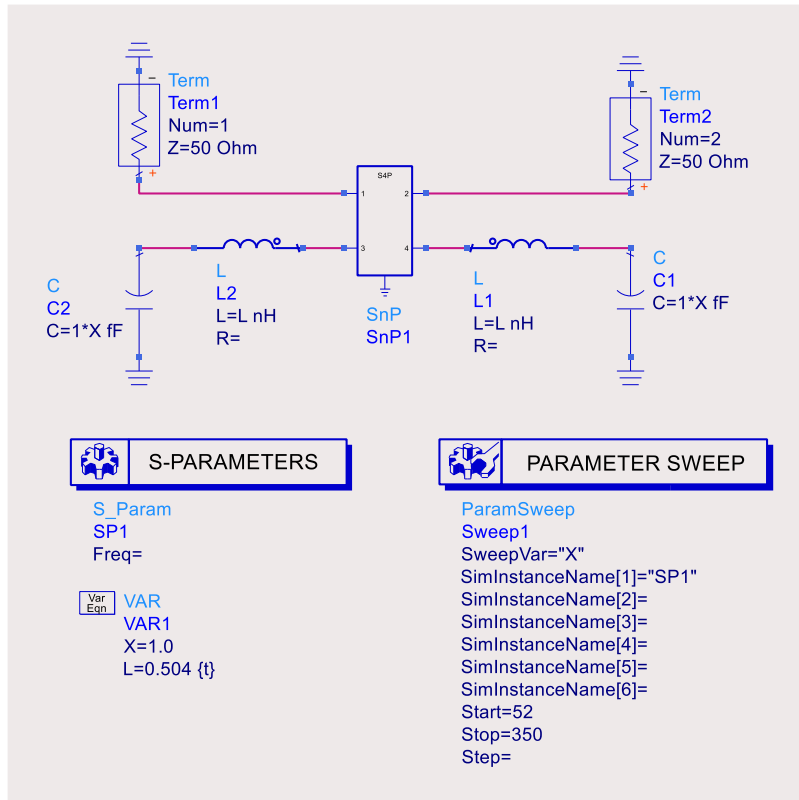 −
Term
Term1
Num=1
Z=50 Ohm
+
−
Term
Term2
Num=2
Z=50 Ohm
+
S4P
1
2
3
4
SnP
SnP1
L
L2
L=L nH
R=
L
L1
L=L nH
R=
C
C2
C=1*X fF
C
C1
C=1*X fF
S-PARAMETERS
S_Param
SP1
Freq=
Var
Eqn
VAR
VAR1
X=1.0
L=0.504 {t}
PARAMETER SWEEP
ParamSweep
Sweep1
SweepVar="X"
SimInstanceName[1]="SP1"
SimInstanceName[2]=
SimInstanceName[3]=
SimInstanceName[4]=
SimInstanceName[5]=
SimInstanceName[6]=
Start=52
Stop=350
Step=